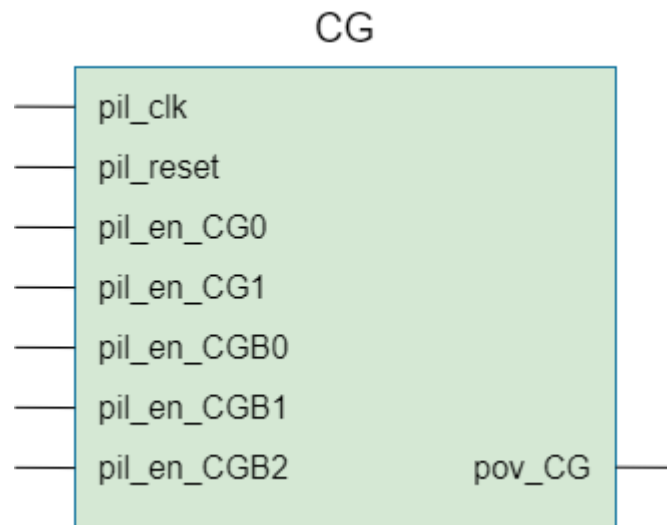 CG
pil_clk
pil_reset
pil_en_CG0
pil_en_CG1
pil_en_CGB0
pil_en_CGB1
pil_en_CGB2 pov_CG